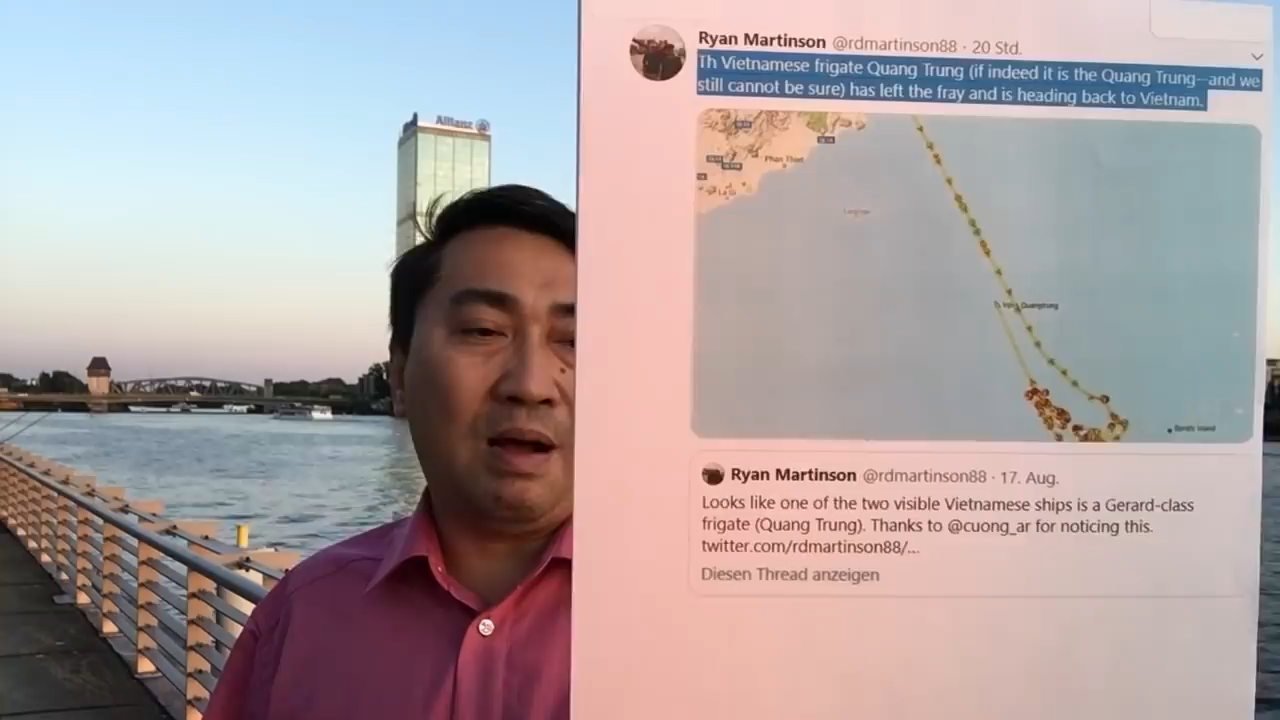 Allianz
Ryan Martinson @rdmartinson88 · 20 Std.
Th Vietnamese frigate Quang Trung (if indeed it is the Quang Trung—and we
still cannot be sure) has left the fray and is heading back to Vietnam.
Phan Thiet
La Gi
Ryan Martinson @rdmartinson88 · 17. Aug.
Looks like one of the two visible Vietnamese ships is a Gerard-class
frigate (Quang Trung). Thanks to @cuong_ar for noticing this.
twitter.com/rdmartinson88/...
Diesen Thread anzeigen